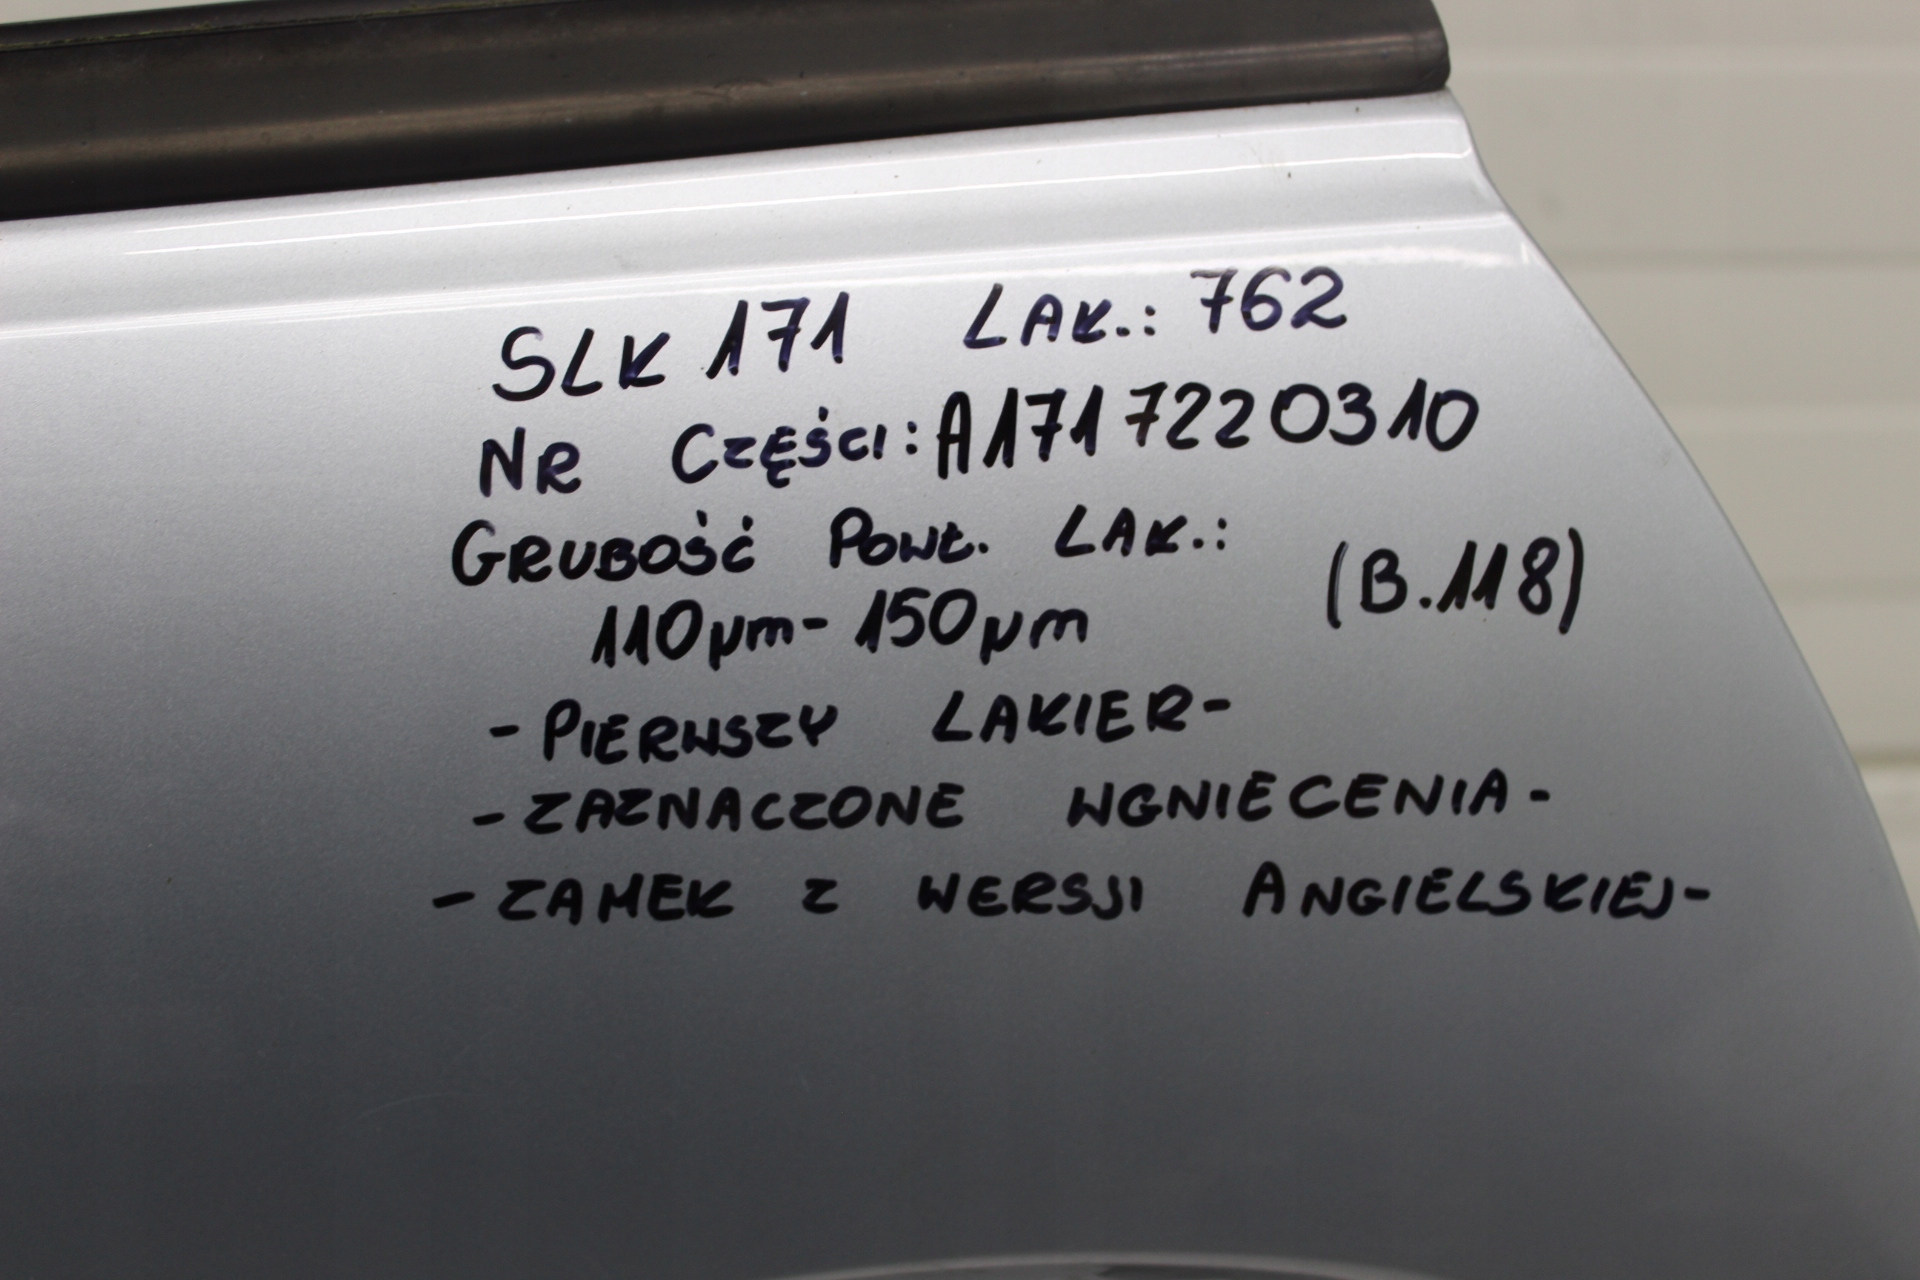 SLK 171 LAK.: 762
NR CZĘŚCI: A1717220310
GRUBOŚĆ POWŁ. LAK.:
110μm - 150μm (B.118)
- PIERWSZY LAKIER -
- ZAZNACZONE WGNIECENIA -
- ZAMEK Z WERSJI ANGIELSKIEJ -